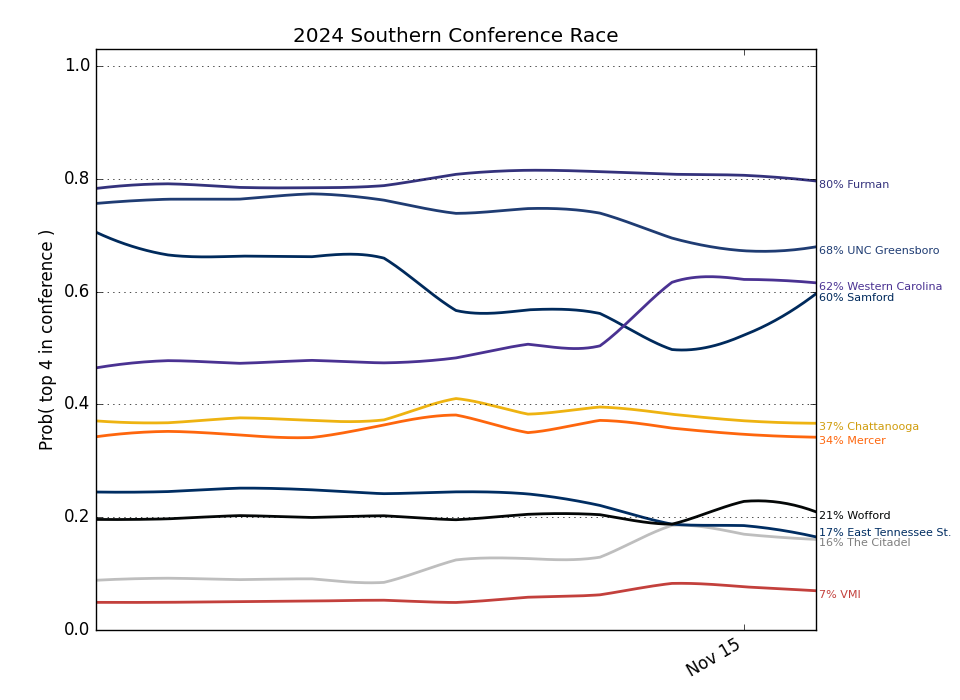 2024 Southern Conference Race
Prob( top 4 in conference )
1.0
0.8
0.6
0.4
0.2
0.0
80% Furman
68% UNC Greensboro
62% Western Carolina
60% Samford
37% Chattanooga
34% Mercer
21% Wofford
17% East Tennessee St.
16% The Citadel
7% VMI
Nov 15